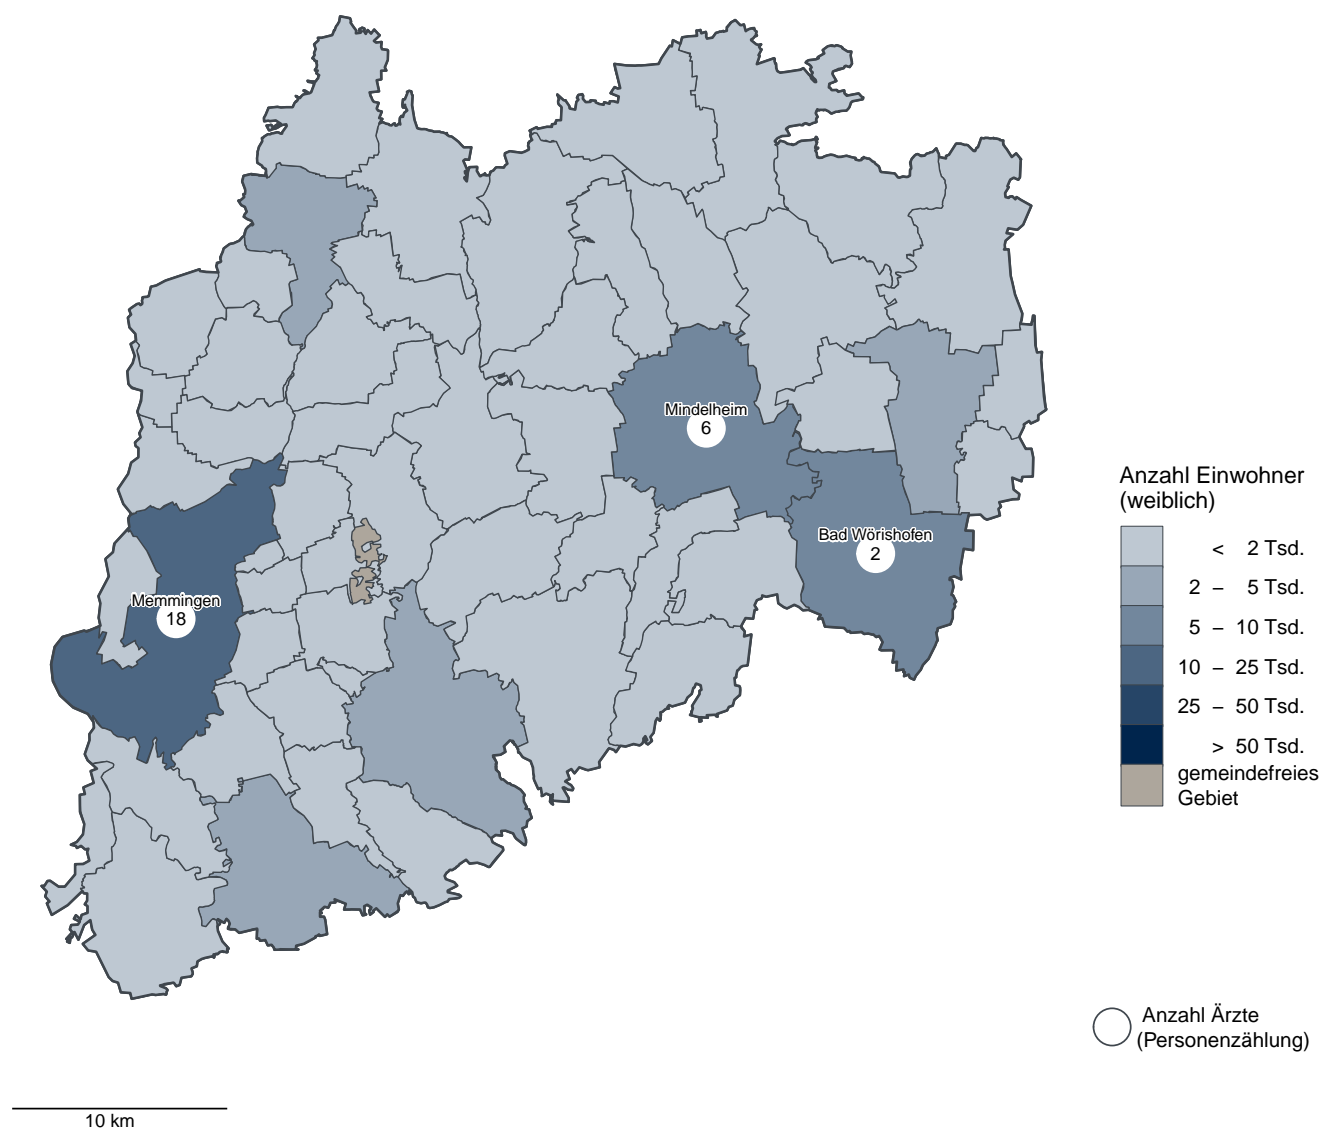 Mindelheim
6
Bad Wörishofen
2
Memmingen
18
Anzahl Einwohner
(weiblich)
< 2 Tsd.
2 – 5 Tsd.
5 – 10 Tsd.
10 – 25 Tsd.
25 – 50 Tsd.
> 50 Tsd.
gemeindefreies
Gebiet
Anzahl Ärzte
(Personenzählung)
10 km